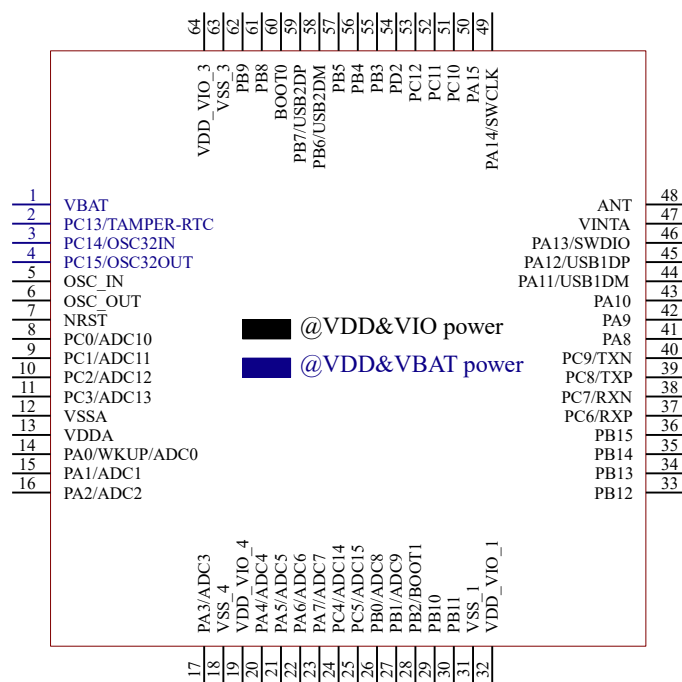 64 VDD_VIO_3
63 VSS_3
62 PB9
61 PB8
60 BOOT0
59 PB7/USB2DP
58 PB6/USB2DM
57 PB5
56 PB4
55 PB3
54 PD2
53 PC12
52 PC11
51 PC10
50 PA15
49 PA14/SWCLK
1 VBAT
2 PC13/TAMPER-RTC
3 PC14/OSC32IN
4 PC15/OSC32OUT
5 OSC_IN
6 OSC_OUT
7 NRST
8 PC0/ADC10
9 PC1/ADC11
10 PC2/ADC12
11 PC3/ADC13
12 VSSA
13 VDDA
14 PA0/WKUP/ADC0
15 PA1/ADC1
16 PA2/ADC2
@VDD&VIO power
@VDD&VBAT power
ANT 48
VINTA 47
PA13/SWDIO 46
PA12/USB1DP 45
PA11/USB1DM 44
PA10 43
PA9 42
PA8 41
PC9/TXN 40
PC8/TXP 39
PC7/RXN 38
PC6/RXP 37
PB15 36
PB14 35
PB13 34
PB12 33
PA3/ADC3 17
VSS_4 18
VDD_VIO_4 19
PA4/ADC4 20
PA5/ADC5 21
PA6/ADC6 22
PA7/ADC7 23
PC4/ADC14 24
PC5/ADC15 25
PB0/ADC8 26
PB1/ADC9 27
PB2/BOOT1 28
PB10 29
PB11 30
VSS_1 31
VDD_VIO_1 32